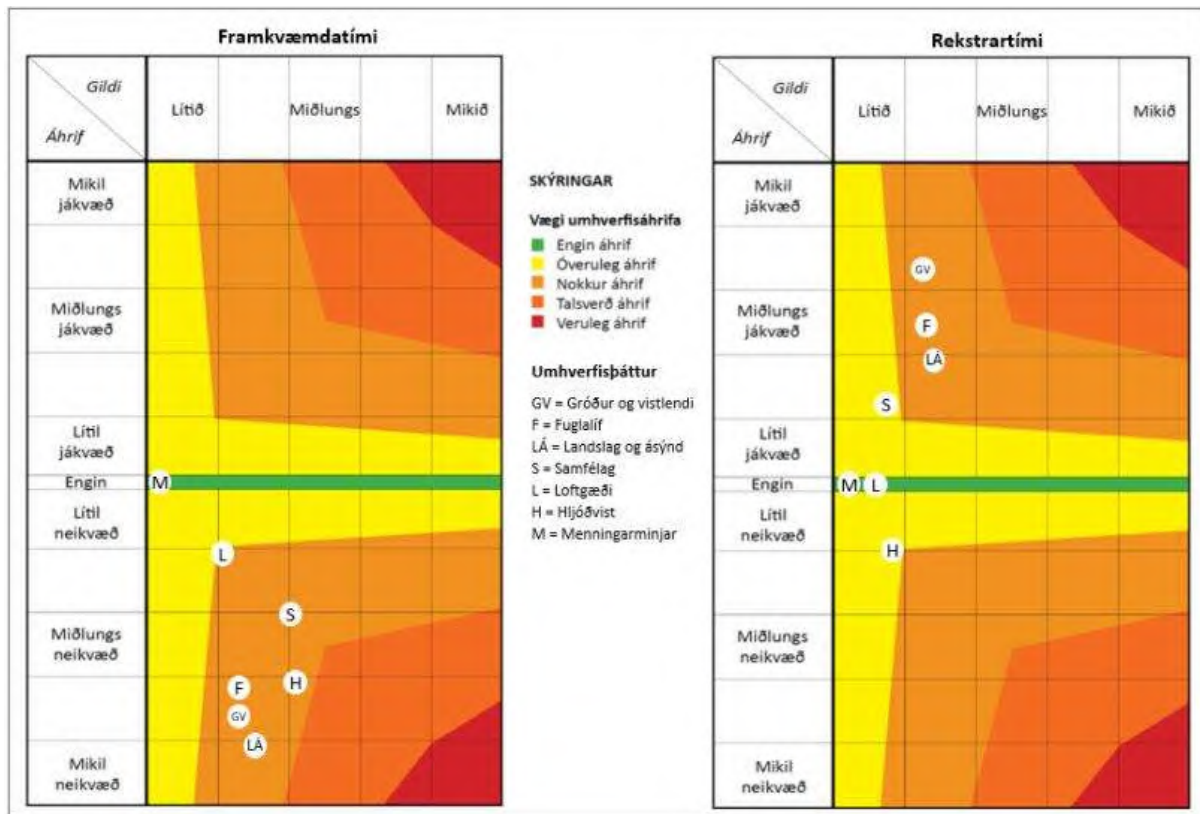 Framkvæmdatími
Gildi
Áhrif
Lítið
Miðlungs
Mikið
Mikil
jákvæð
Miðlungs
jákvæð
Lítil
jákvæð
Engin
Lítil
neikvæð
Miðlungs
neikvæð
Mikil
neikvæð
M
L
S
H
F
GV
LÁ
SKÝRINGAR
Vægi umhverfisáhrifa
Engin áhrif
Óveruleg áhrif
Nokkur áhrif
Talsverð áhrif
Veruleg áhrif
Umhverfisþáttur
GV = Gróður og vistlendi
F = Fuglalíf
LÁ = Landslag og ásýnd
S = Samfélag
L = Loftgæði
H = Hljóðvist
M = Menningarminjar
Rekstrartími
Gildi
Áhrif
Lítið
Miðlungs
Mikið
Mikil
jákvæð
Miðlungs
jákvæð
Lítil
jákvæð
Engin
Lítil
neikvæð
Miðlungs
neikvæð
Mikil
neikvæð
GV
F
LÁ
S
M
L
H